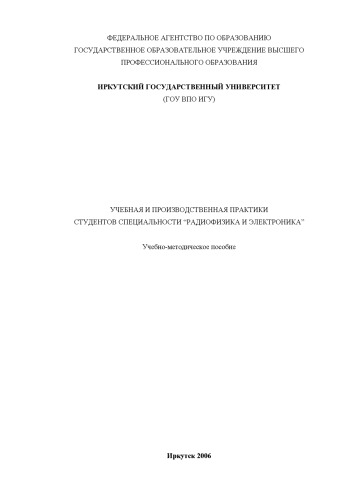 ФЕДЕРАЛЬНОЕ АГЕНТСТВО ПО ОБРАЗОВАНИЮ
ГОСУДАРСТВЕННОЕ ОБРАЗОВАТЕЛЬНОЕ УЧРЕЖДЕНИЕ ВЫСШЕГО
ПРОФЕССИОНАЛЬНОГО ОБРАЗОВАНИЯ
ИРКУТСКИЙ ГОСУДАРСТВЕННЫЙ УНИВЕРСИТЕТ
(ГОУ ВПО ИГУ)
УЧЕБНАЯ И ПРОИЗВОДСТВЕННАЯ ПРАКТИКИ
СТУДЕНТОВ СПЕЦИАЛЬНОСТИ "РАДИОФИЗИКА И ЭЛЕКТРОНИКА"
Учебно-методическое пособие
Иркутск 2006